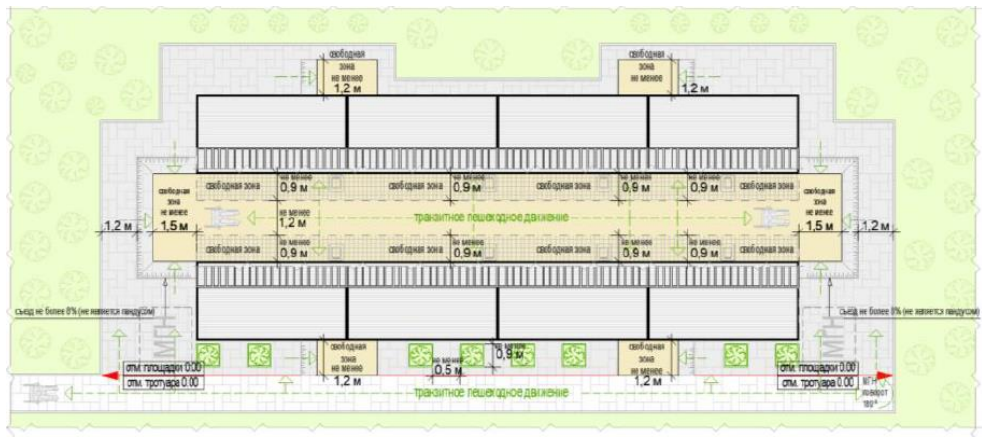 свободная
зона
не менее
1,2 м
свободная
зона
не менее
1,2 м
не менее
0,9 м
не менее
0,9 м
не менее
0,9 м
не менее
0,9 м
свободная зона
свободная зона
свободная зона
свободная зона
свободная
зона
не менее
1,5 м
1,2 м
не менее
1,2 м
транзитное пешеходное движение
свободная
зона
не менее
1,5 м
1,2 м
свободная зона
свободная зона
свободная зона
свободная зона
не менее
0,9 м
не менее
0,9 м
не менее
0,9 м
не менее
0,9 м
съезд не более 8% (не является пандусом)
съезд не более 8% (не является пандусом)
МГН
МГН
свободная
зона
не менее
1,2 м
не менее
0,5 м
не менее
0,9 м
свободная
зона
не менее
1,2 м
отм. площадки 0.00
отм. тротуара 0.00
отм. площадки 0.00
отм. тротуара 0.00
транзитное пешеходное движение
МГН
разворот
180°